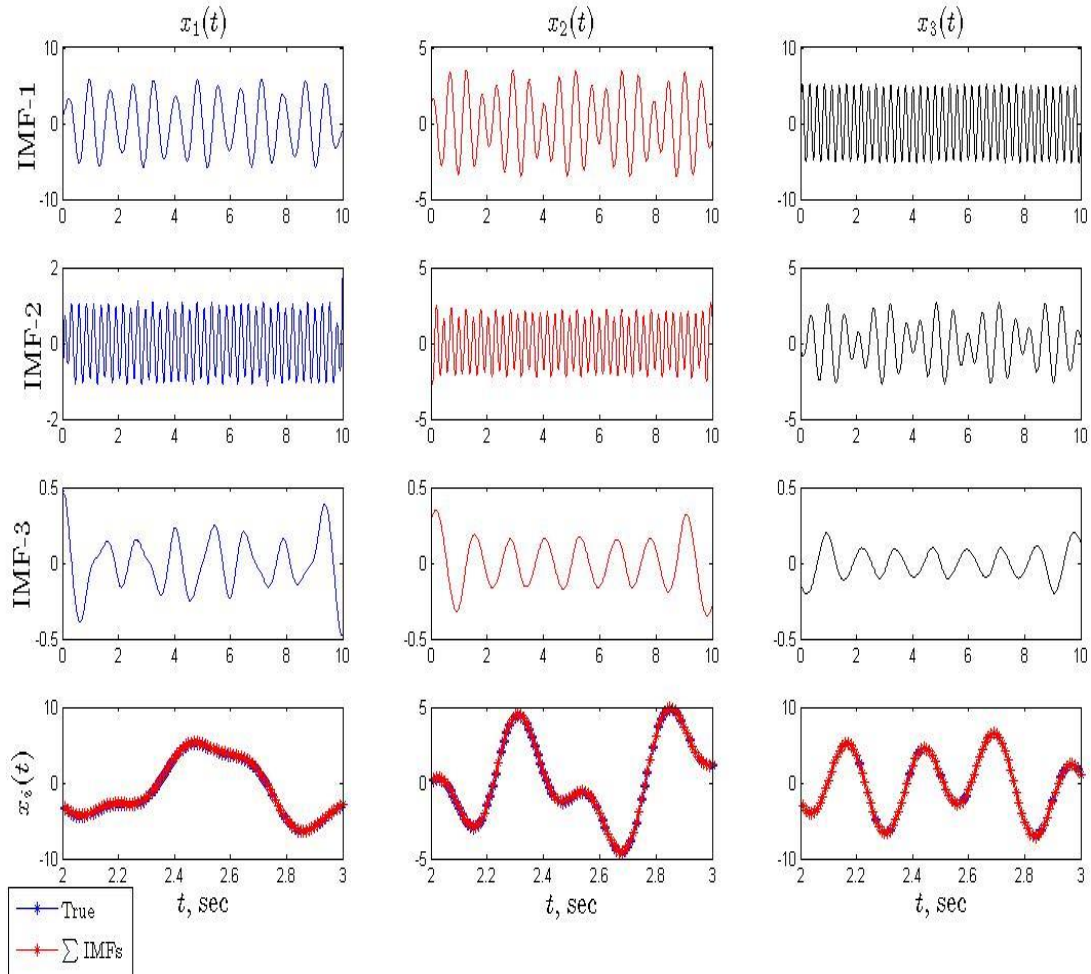 x₁(t) x₂(t) x₃(t)
IMF-1
10 5 10
0 0 0
-10 -5 -10
0 2 4 6 8 10 0 2 4 6 8 10 0 2 4 6 8 10
IMF-2
2 5 5
0 0 0
-2 -5 -5
0 2 4 6 8 10 0 2 4 6 8 10 0 2 4 6 8 10
IMF-3
0.5 0.5 0.5
0 0 0
-0.5 -0.5 -0.5
0 2 4 6 8 10 0 2 4 6 8 10 0 2 4 6 8 10
xᵢ(t)
10 5 10
0 0 0
-10 -5 -10
2 2.2 2.4 2.6 2.8 3 2 2.2 2.4 2.6 2.8 3 2 2.2 2.4 2.6 2.8 3
t, sec t, sec t, sec
True
∑ IMFs